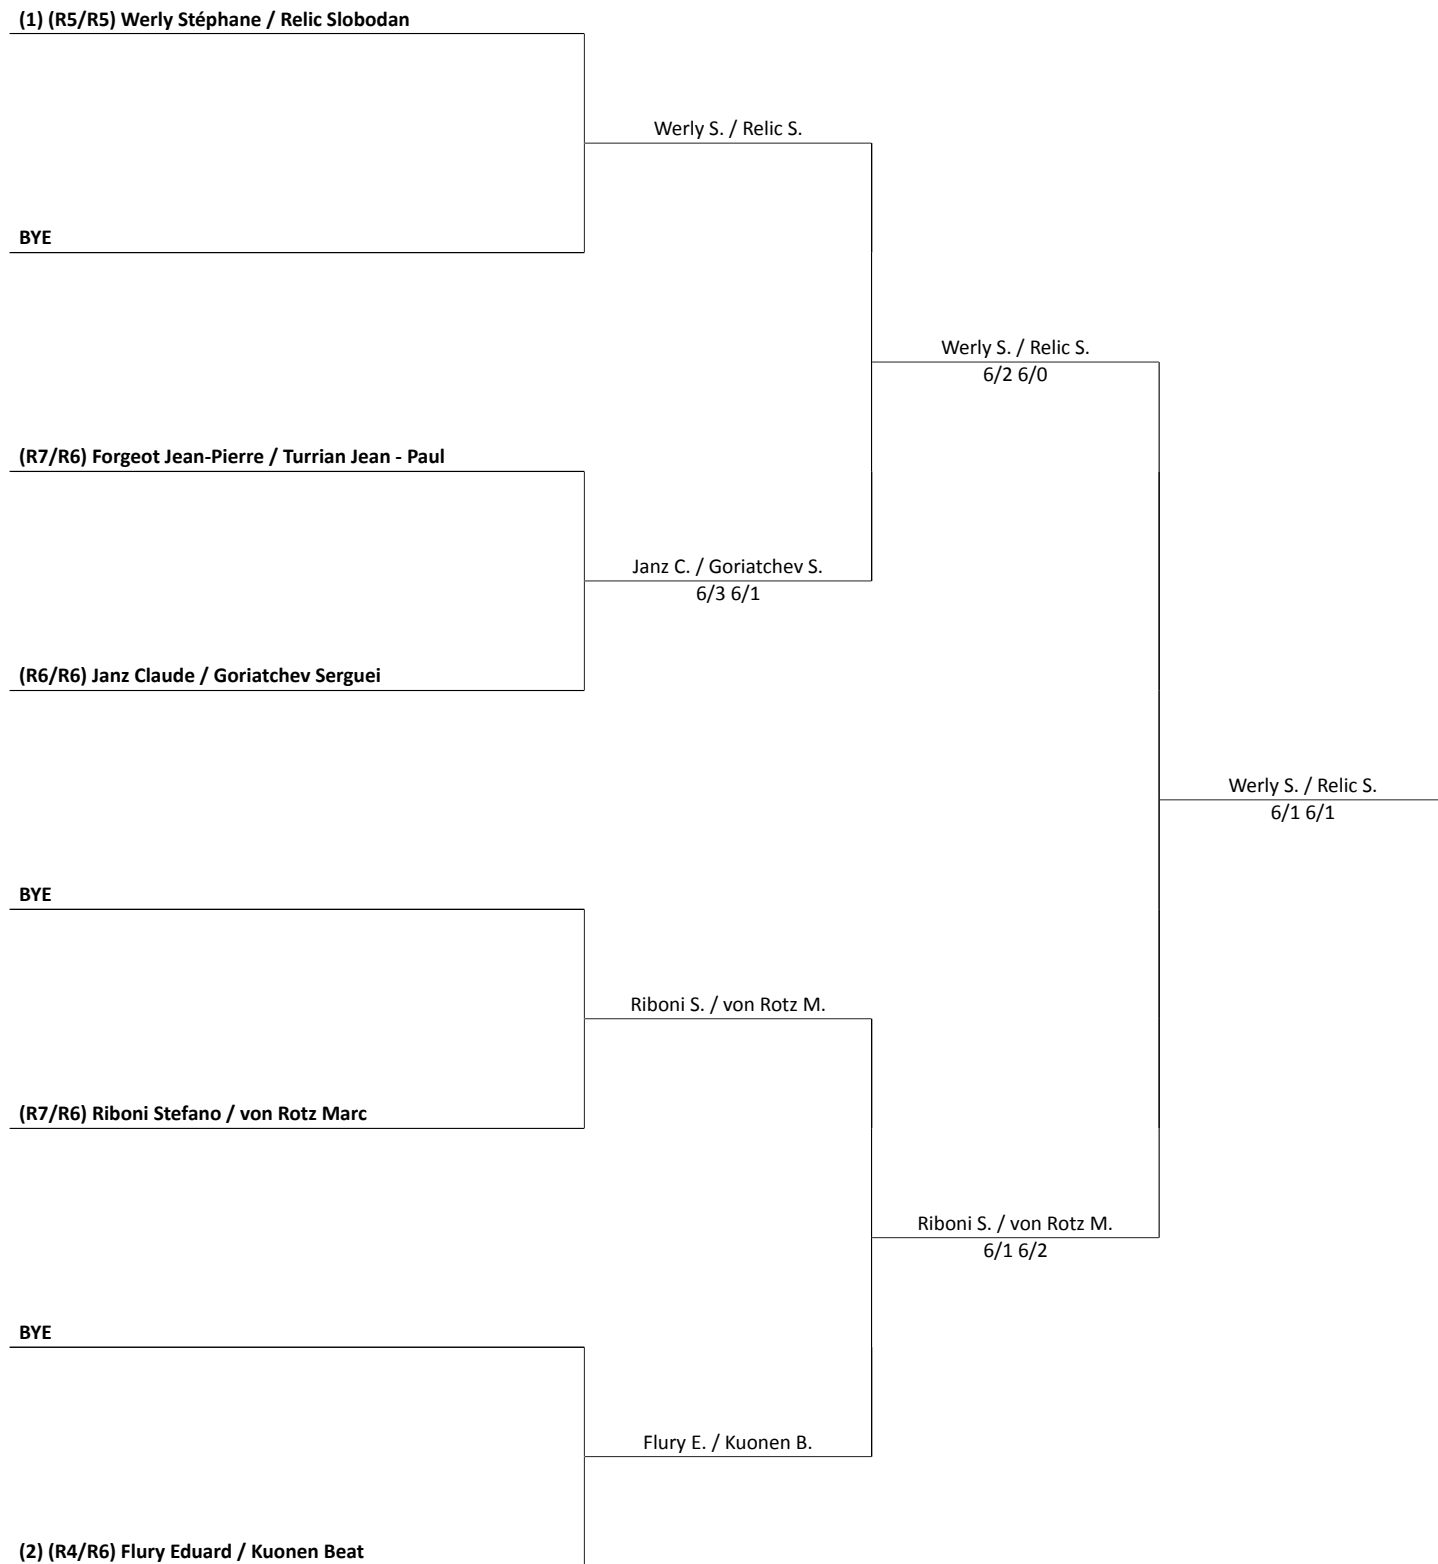 (1) (R5/R5) Werly Stéphane / Relic Slobodan
Werly S. / Relic S.
BYE
Werly S. / Relic S.
6/2 6/0
(R7/R6) Forgeot Jean-Pierre / Turrian Jean - Paul
Janz C. / Goriatchev S.
6/3 6/1
(R6/R6) Janz Claude / Goriatchev Serguei
Werly S. / Relic S.
6/1 6/1
BYE
Riboni S. / von Rotz M.
(R7/R6) Riboni Stefano / von Rotz Marc
Riboni S. / von Rotz M.
6/1 6/2
BYE
Flury E. / Kuonen B.
(2) (R4/R6) Flury Eduard / Kuonen Beat